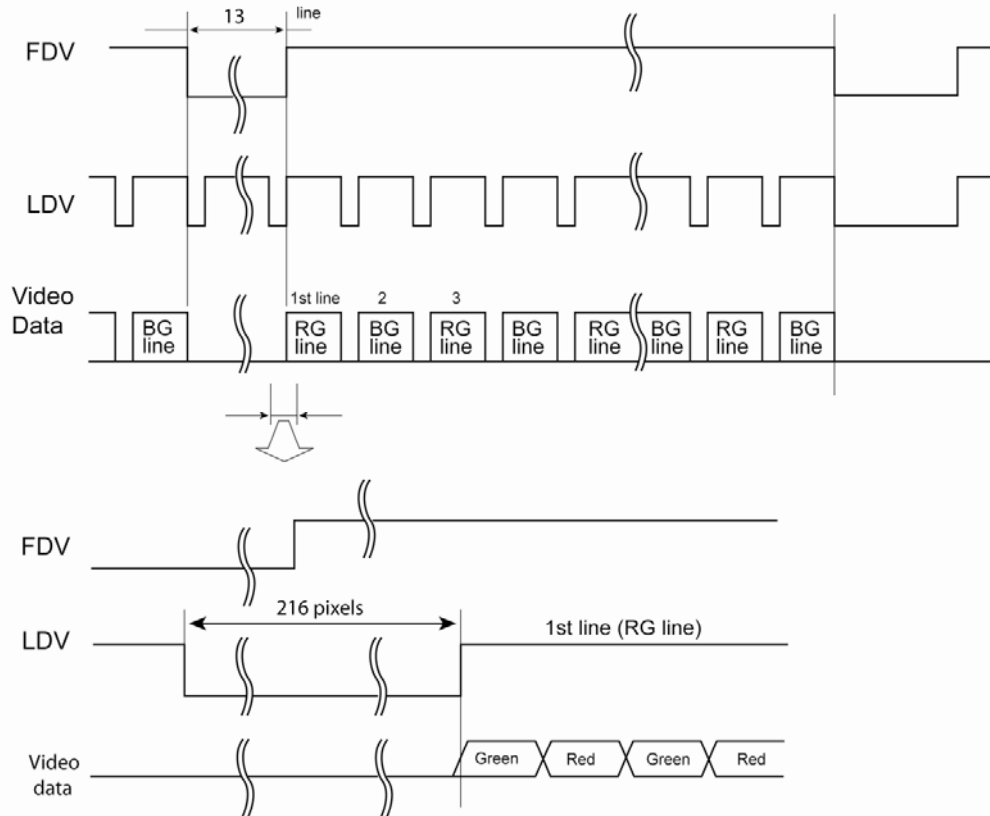 13 line
FDV
LDV
Video
Data
1st line 2 3
BG
line
RG
line
BG
line
RG
line
BG
line
RG
line
BG
line
RG
line
BG
line
FDV
216 pixels
LDV
1st line (RG line)
Video
data
Green Red Green Red